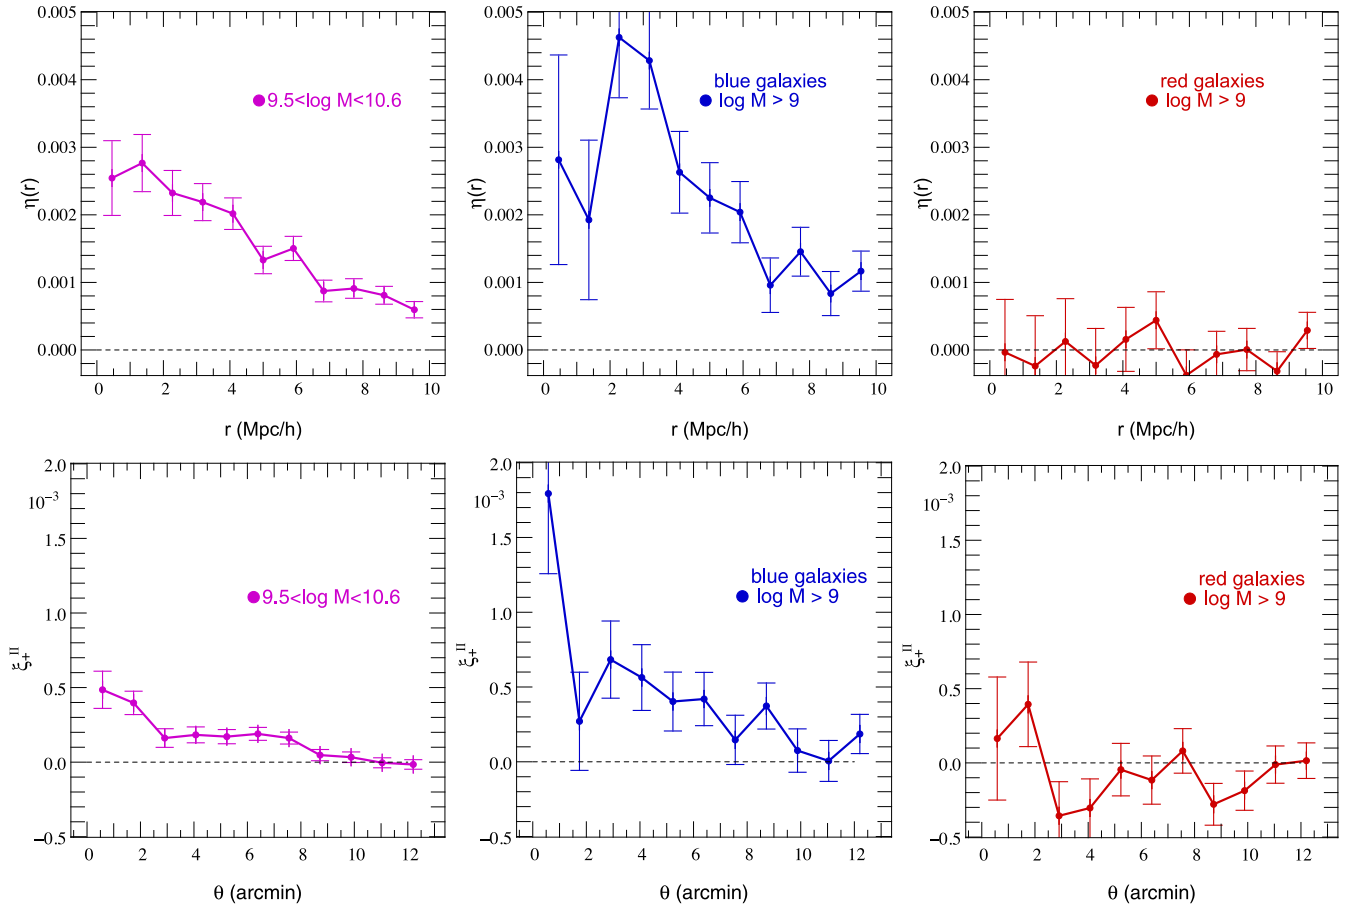 0.005
0.004
0.003
0.002
0.001
0.000
η(r)
9.5<log M<10.6
0 2 4 6 8 10
r (Mpc/h)
0.005
0.004
0.003
0.002
0.001
0.000
η(r)
blue galaxies
log M > 9
0 2 4 6 8 10
r (Mpc/h)
0.005
0.004
0.003
0.002
0.001
0.000
η(r)
red galaxies
log M > 9
0 2 4 6 8 10
r (Mpc/h)
2.0
10⁻³
1.5
1.0
0.5
0.0
−0.5
ξ₊ᴵᴵ
9.5<log M<10.6
0 2 4 6 8 10 12
θ (arcmin)
2.0
10⁻³
1.5
1.0
0.5
0.0
−0.5
ξ₊ᴵᴵ
blue galaxies
log M > 9
0 2 4 6 8 10 12
θ (arcmin)
2.0
10⁻³
1.5
1.0
0.5
0.0
−0.5
ξ₊ᴵᴵ
red galaxies
log M > 9
0 2 4 6 8 10 12
θ (arcmin)